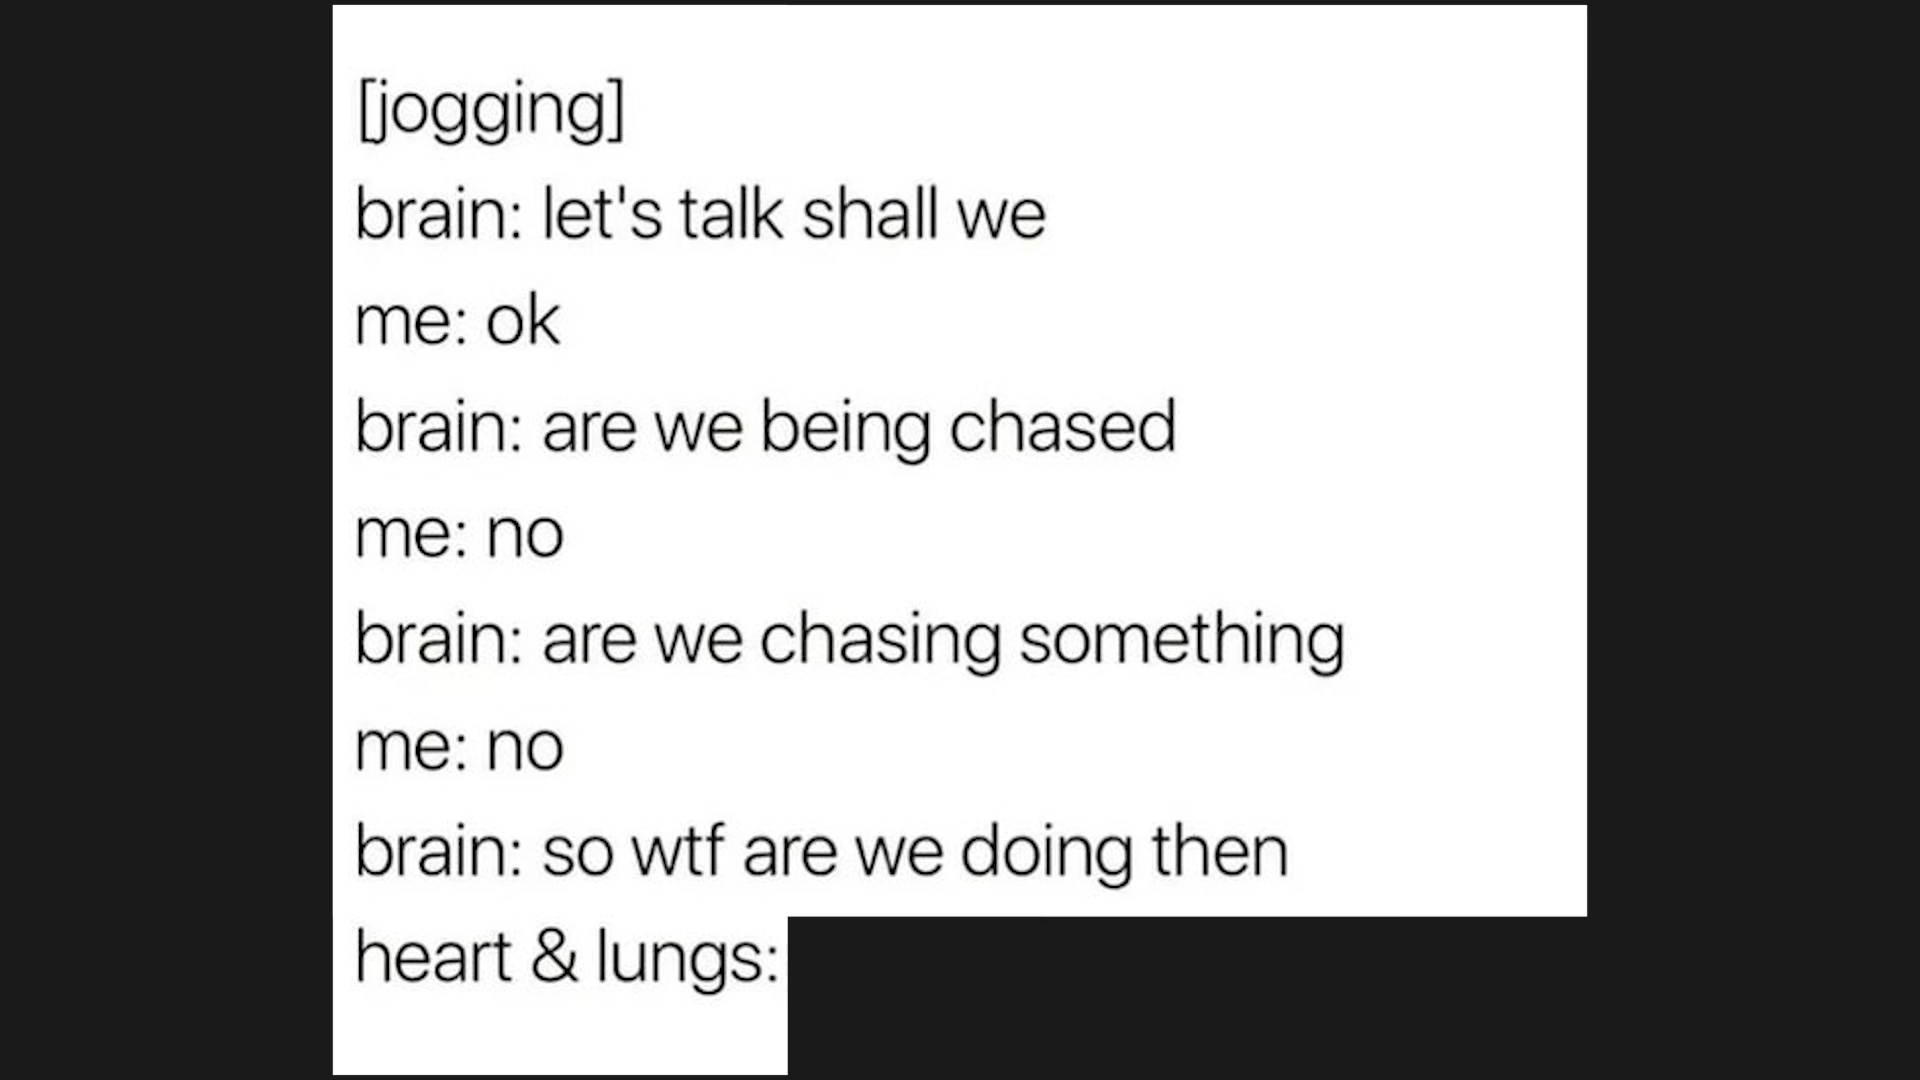 [jogging]
brain: let's talk shall we
me: ok
brain: are we being chased
me: no
brain: are we chasing something
me: no
brain: so wtf are we doing then
heart & lungs: